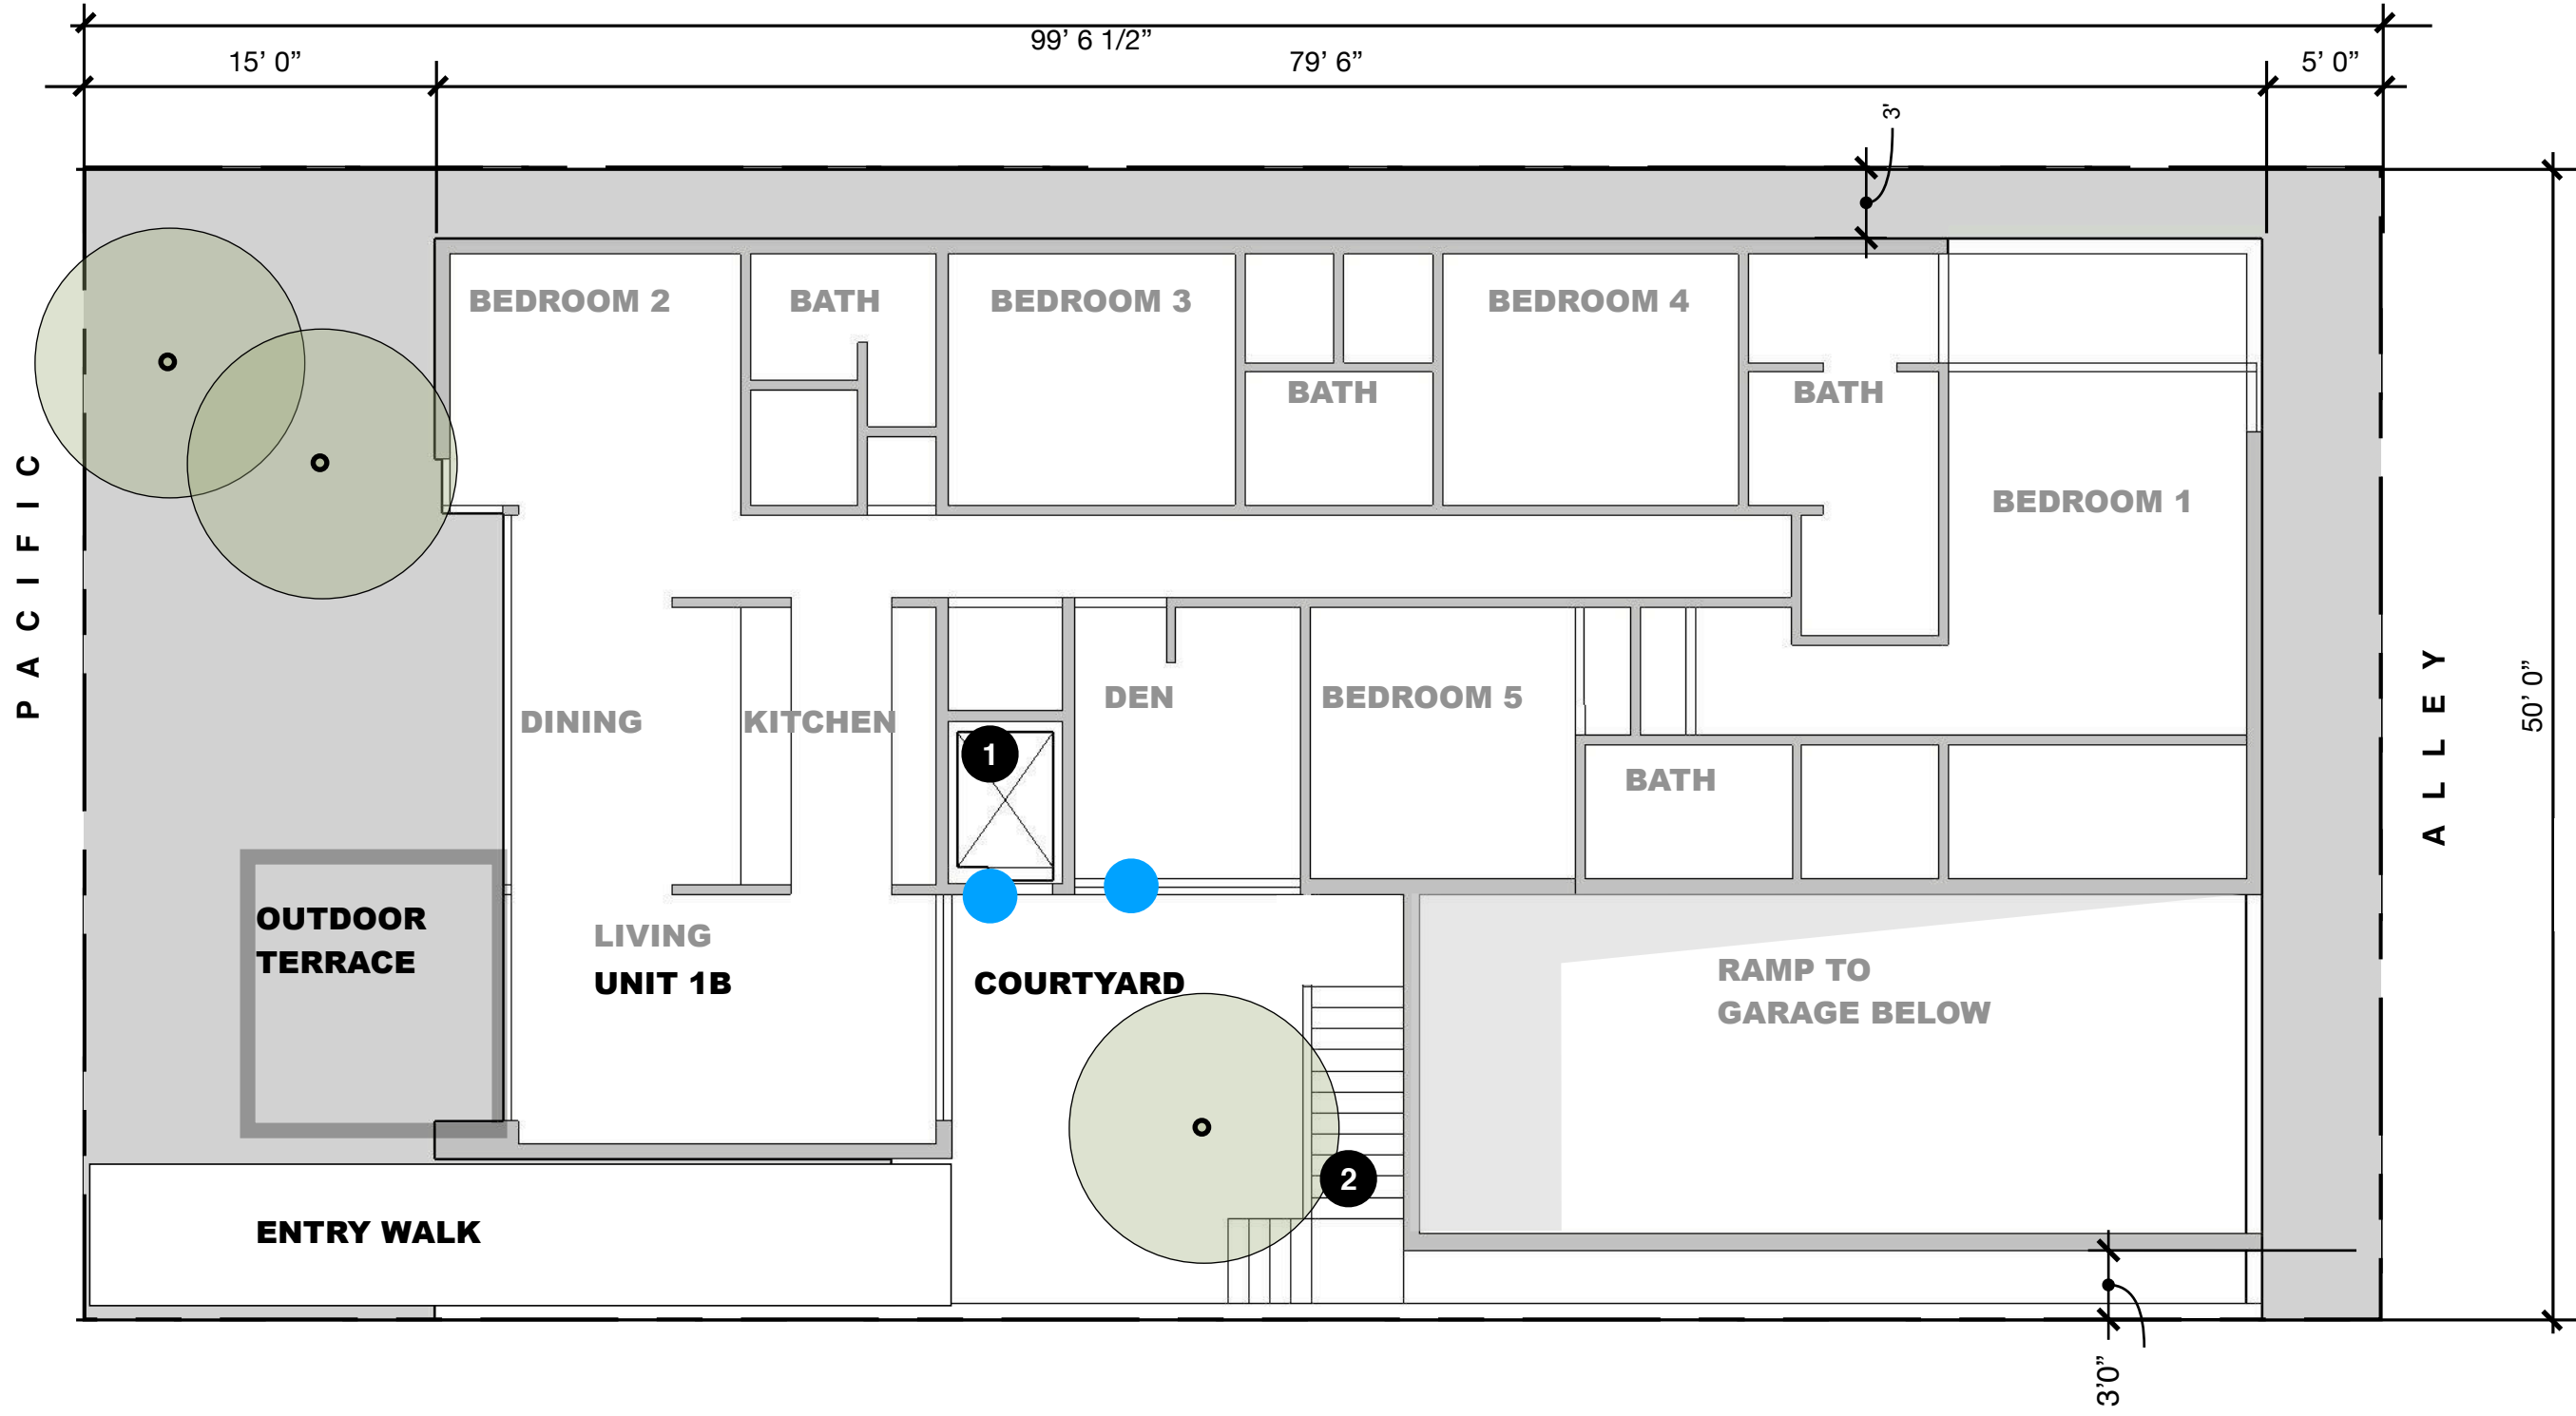 99’ 6 1/2”
15’ 0”
79’ 6”
5’ 0”
3’
BEDROOM 2
BATH
BEDROOM 3
BEDROOM 4
BATH
BATH
PACIFIC
BEDROOM 1
ALLEY
50’ 0”
DINING
KITCHEN
DEN
BEDROOM 5
1
BATH
OUTDOOR
TERRACE
LIVING
UNIT 1B
COURTYARD
RAMP TO
GARAGE BELOW
2
ENTRY WALK
3’0”